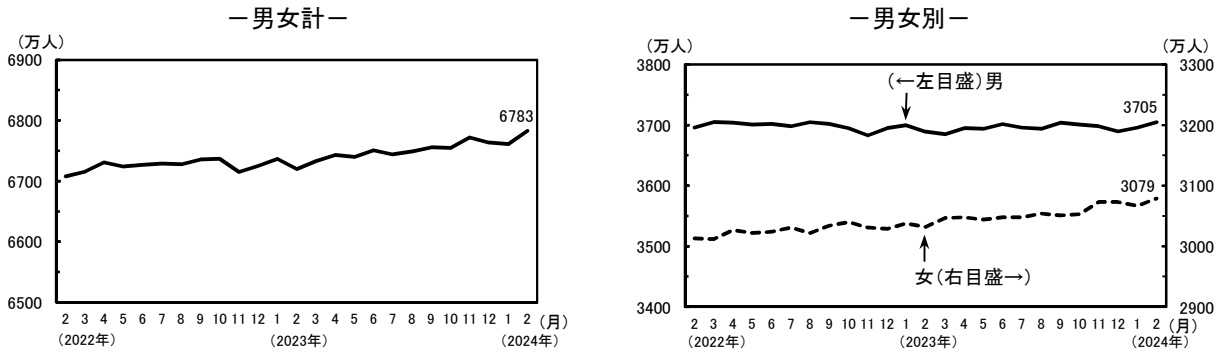 －男女計－
(万人)
6900
6800
6700
6600
6500
6783
2 3 4 5 6 7 8 9 10 11 12 1 2 3 4 5 6 7 8 9 10 11 12 1 2 (月)
(2022年) (2023年) (2024年)
－男女別－
(万人) (万人)
3800 3300
3700 3200
3600 3100
3500 3000
3400 2900
(←左目盛)男
3705
3079
女(右目盛→)
2 3 4 5 6 7 8 9 10 11 12 1 2 3 4 5 6 7 8 9 10 11 12 1 2 (月)
(2022年) (2023年) (2024年)